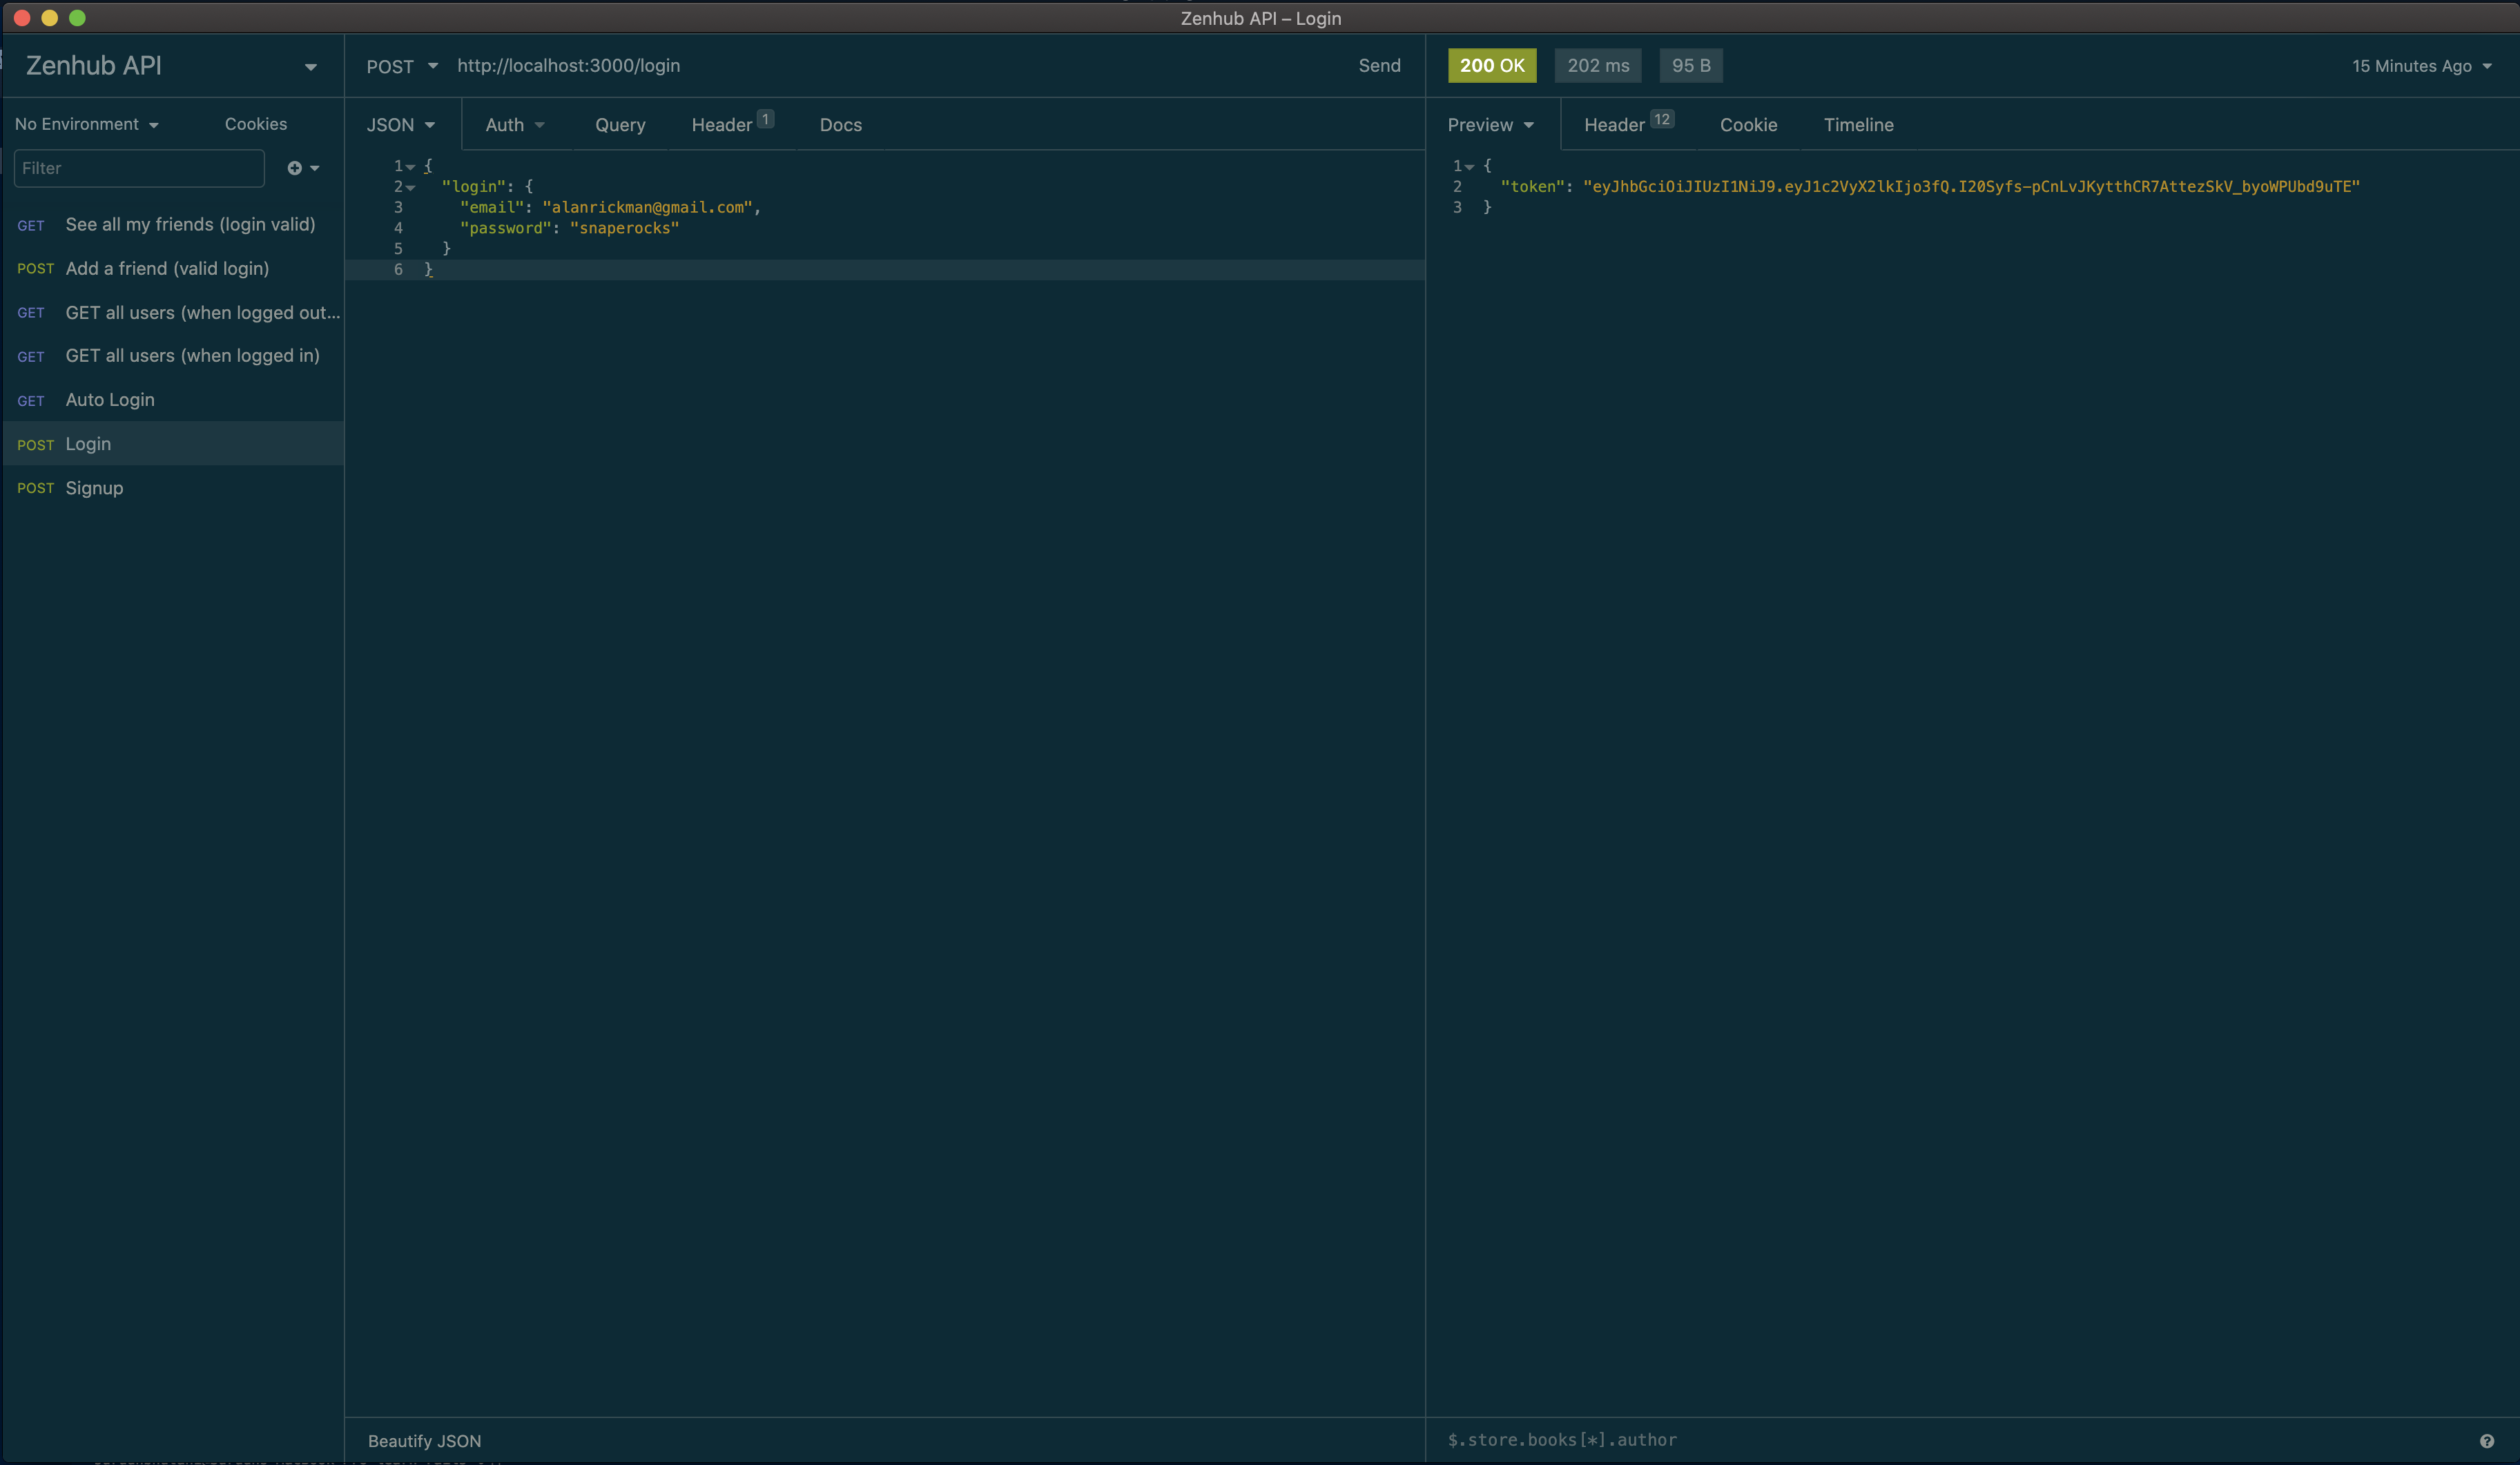 Zenhub API – Login
Zenhub API
POST http://localhost:3000/login Send
200 OK 202 ms 95 B 15 Minutes Ago
No Environment Cookies
JSON Auth Query Header 1 Docs
Preview Header 12 Cookie Timeline
Filter
GET See all my friends (login valid)
POST Add a friend (valid login)
GET GET all users (when logged out...
GET GET all users (when logged in)
GET Auto Login
POST Login
POST Signup
1 {
2 "login": {
3 "email": "alanrickman@gmail.com",
4 "password": "snaperocks"
5 }
6 }
1 {
2 "token": "eyJhbGciOiJIUzI1NiJ9.eyJ1c2VyX2lkIjo3fQ.I20Syfs-pCnLvJKytthCR7AttezSkV_byoWPUbd9uTE"
3 }
Beautify JSON
$.store.books[*].author